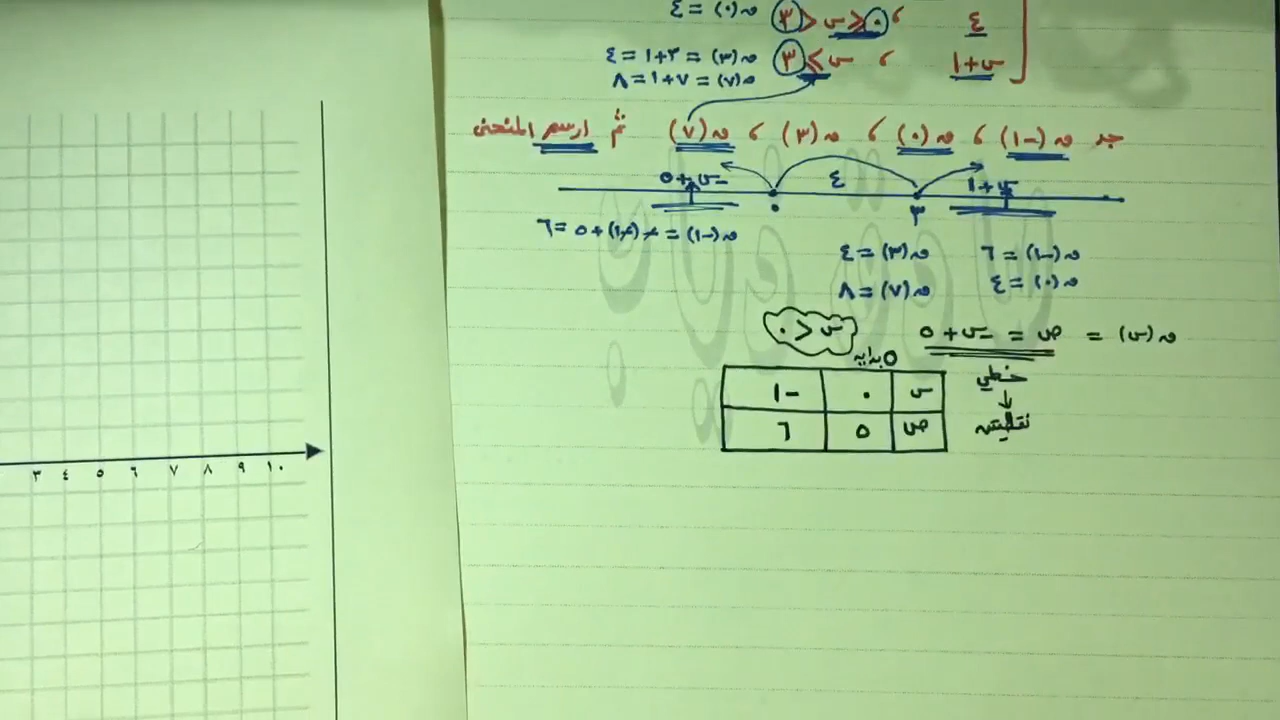 ٤ ، ٠ ≤ س < ٣ ق(٠) = ٤
س+١ ، س ≥ ٣ ق(٣) = ٣+١ = ٤
ق(٧) = ٧+١ = ٨
جد ق(-١) ، ق(٠) ، ق(٣) ، ق(٧) ثم ارسم المنحنى
-س+٥ ٤ س+١
٠ ٣
ق(-١) = -(-١)+٥ = ٦
ق(-١) = ٦ ق(٣) = ٤
ق(٠) = ٤ ق(٧) = ٨
ق(س) = ص = -س+٥ س < ٠
خطي بداية
س ٠ -١
نقطتين
ص ٥ ٦
٣ ٤ ٥ ٦ ٧ ٨ ٩ ١٠